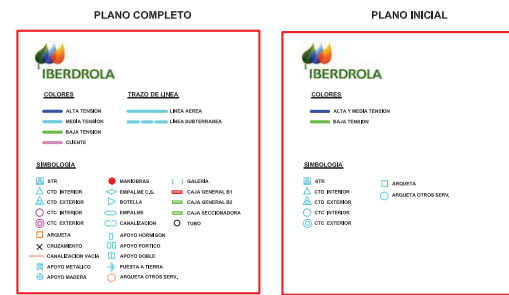 PLANO COMPLETO
IBERDROLA
COLORES
ALTA TENSION
MEDIA TENSIÓN
BAJA TENSION
CLIENTE
TRAZO DE LINEA
LINEA AEREA
LINEA SUBTERRANEA
SIMBOLOGIA
STR
CTD INTERIOR
CTD EXTERIOR
CTC INTERIOR
CTC EXTERIOR
ARQUETA
CRUZAMIENTO
CANALIZACION VACIA
APOYO METALICO
APOYO MADERA
MANIOBRAS
EMPALME C.S.
BOTELLA
EMPALME
CANALIZACION
APOYO HORMIGON
APOYO PORTICO
APOYO DOBLE
PUESTA A TIERRA
ARQUETA OTROS SERV.
GALERIA
CAJA GENERAL B1
CAJA GENERAL B2
CAJA SECCIONADORA
TUBO
PLANO INICIAL
IBERDROLA
COLORES
ALTA Y MEDIA TENSION
BAJA TENSION
SIMBOLOGIA
STR
CTD INTERIOR
CTD EXTERIOR
CTC INTERIOR
CTC EXTERIOR
ARQUETA
ARQUETA OTROS SERV.